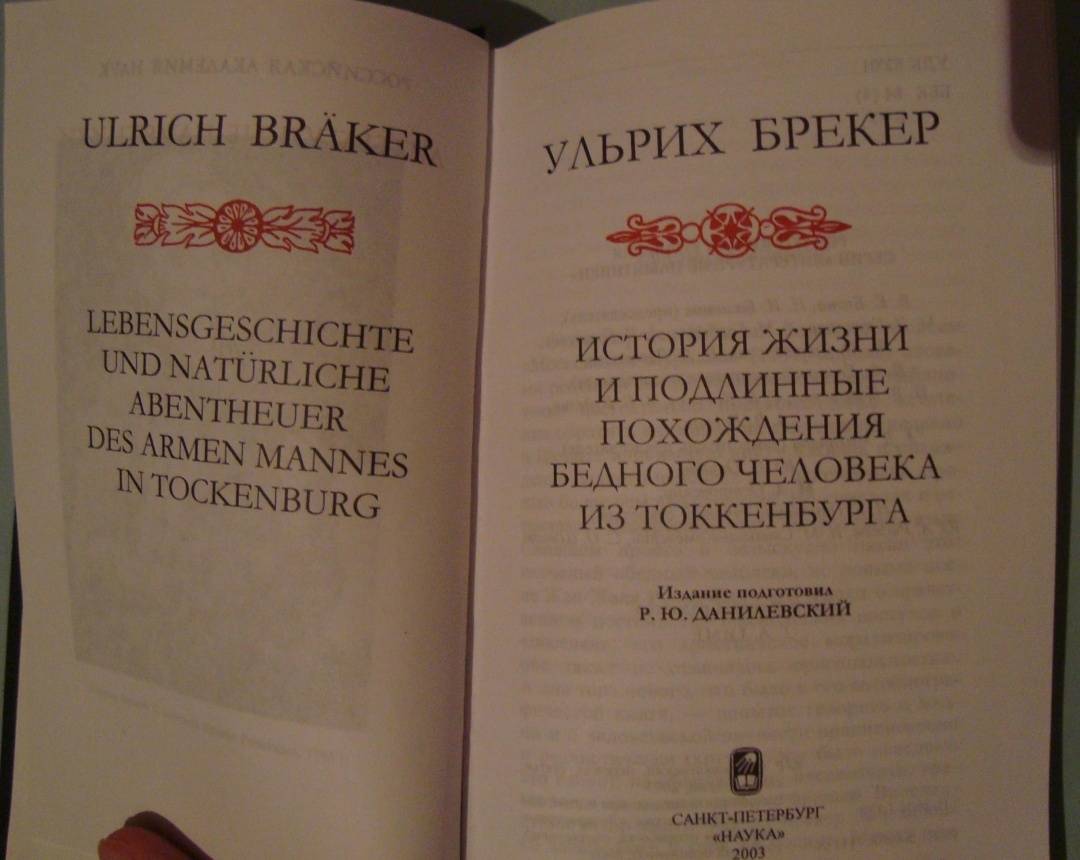 ULRICH BRÄKER
LEBENSGESCHICHTE
UND NATÜRLICHE
ABENTHEUER
DES ARMEN MANNES
IN TOCKENBURG
УЛЬРИХ БРЕКЕР
ИСТОРИЯ ЖИЗНИ
И ПОДЛИННЫЕ
ПОХОЖДЕНИЯ
БЕДНОГО ЧЕЛОВЕКА
ИЗ ТОККЕНБУРГА
Издание подготовил
Р. Ю. ДАНИЛЕВСКИЙ
САНКТ-ПЕТЕРБУРГ
«НАУКА»
2003